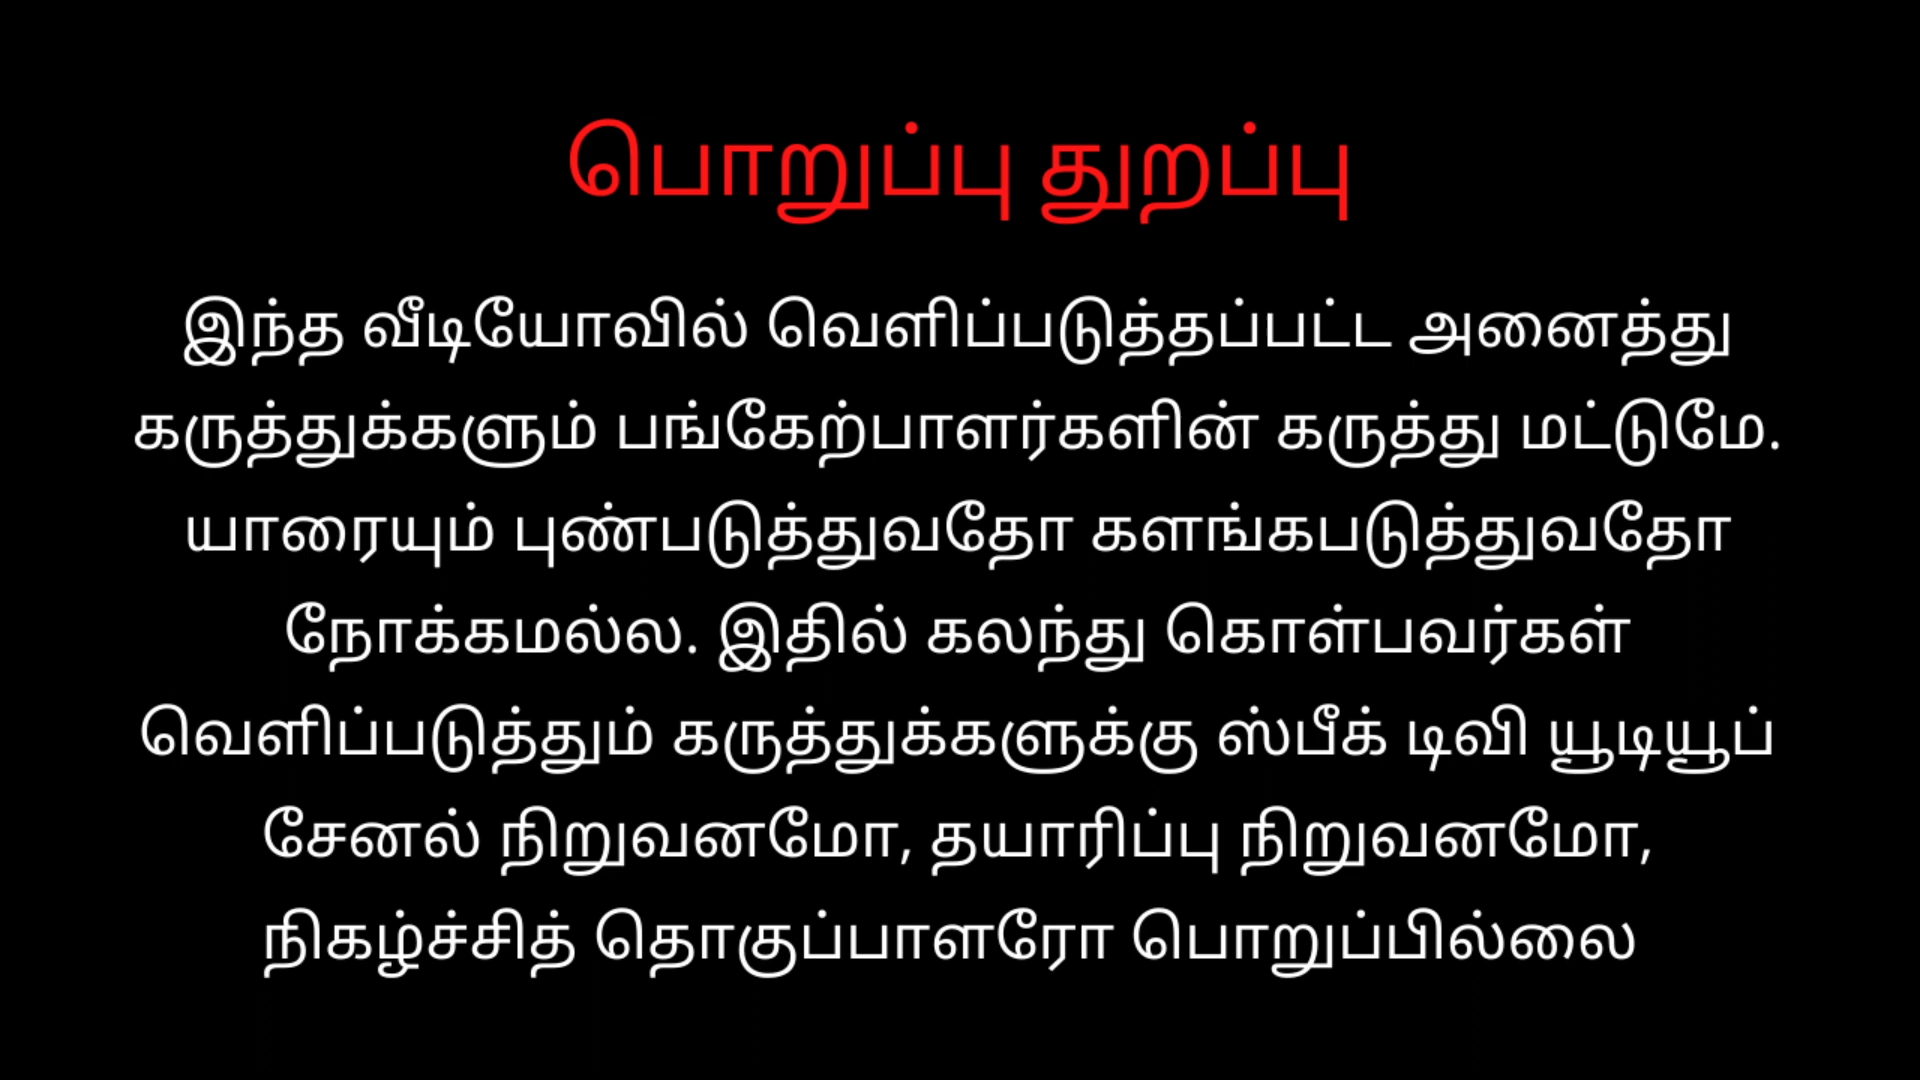 பொறுப்பு துறப்பு
இந்த வீடியோவில் வெளிப்படுத்தப்பட்ட அனைத்து
கருத்துக்களும் பங்கேற்பாளர்களின் கருத்து மட்டுமே.
யாரையும் புண்படுத்துவதோ களங்கபடுத்துவதோ
நோக்கமல்ல. இதில் கலந்து கொள்பவர்கள்
வெளிப்படுத்தும் கருத்துக்களுக்கு ஸ்பீக் டிவி யூடியூப்
சேனல் நிறுவனமோ, தயாரிப்பு நிறுவனமோ,
நிகழ்ச்சித் தொகுப்பாளரோ பொறுப்பில்லை